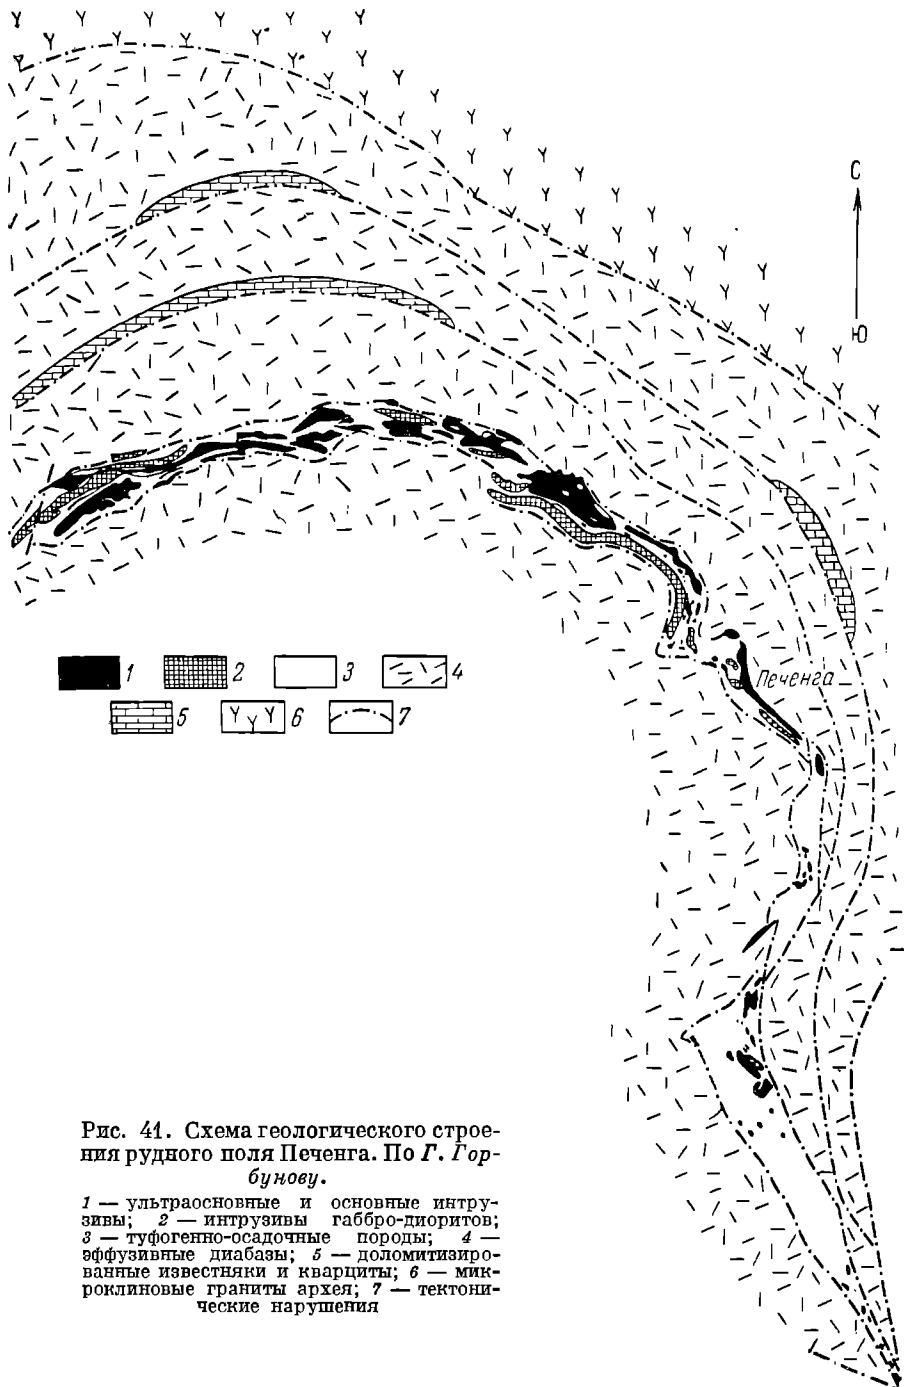 С
Ю
Печенга
1 2 3 4
5 6 7
Рис. 41. Схема геологического строе-
ния рудного поля Печенга. По Г. Гор-
бунову.
1 — ультраосновные и основные интру-
зивы; 2 — интрузивы габбро-диоритов;
3 — туфогенно-осадочные породы; 4 —
эффузивные диабазы; 5 — доломитизиро-
ванные известняки и кварциты; 6 — мик-
роклиновые граниты архея; 7 — тектони-
ческие нарушения